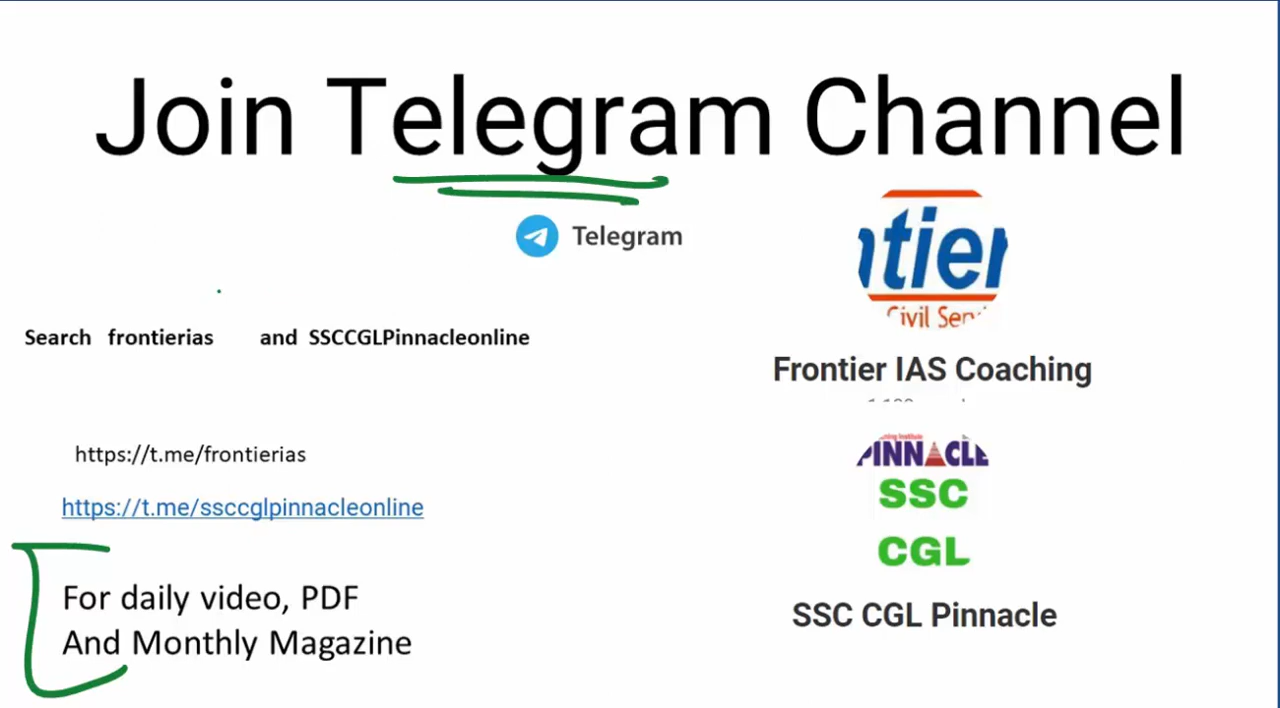 Join Telegram Channel
Telegram
ntier
Civil Serv
Search frontierias and SSCCGLPinnacleonline
Frontier IAS Coaching
https://t.me/frontierias
PINNACLE
SSC
https://t.me/ssccglpinnacleonline
CGL
For daily video, PDF
SSC CGL Pinnacle
And Monthly Magazine